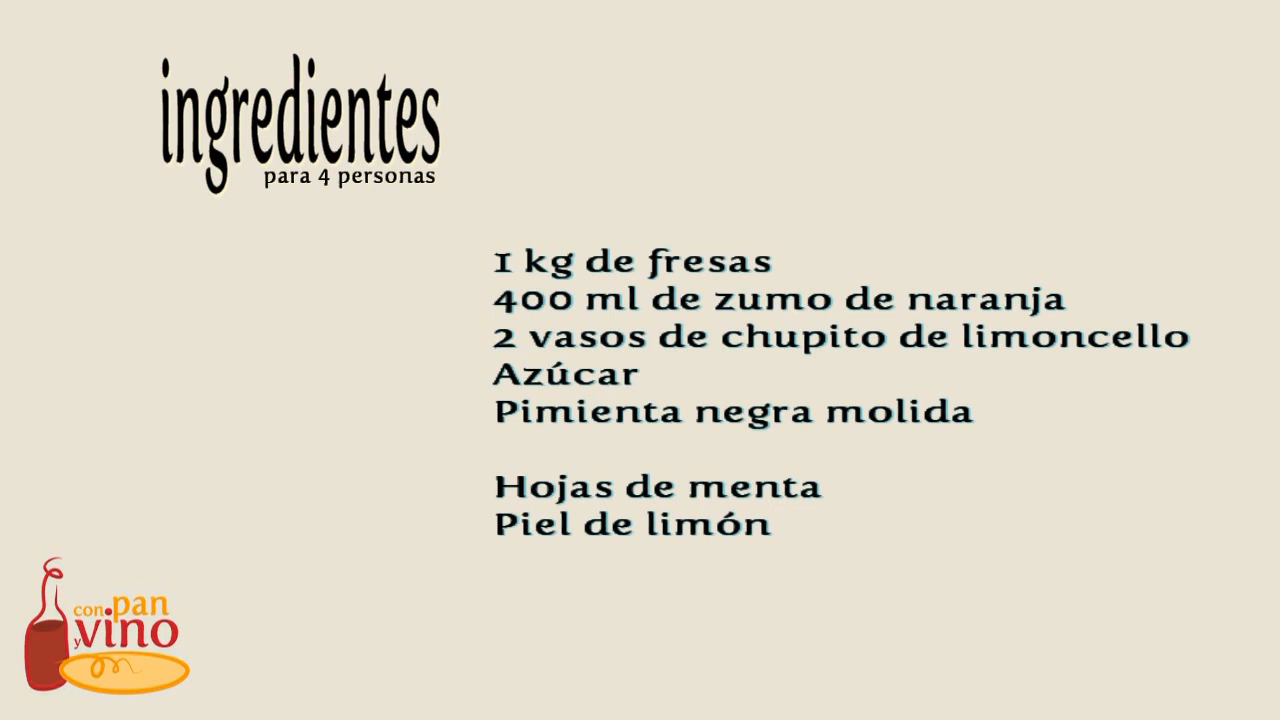 ingredientes
para 4 personas
1 kg de fresas
400 ml de zumo de naranja
2 vasos de chupito de limoncello
Azúcar
Pimienta negra molida
Hojas de menta
Piel de limón
con pan
y vino